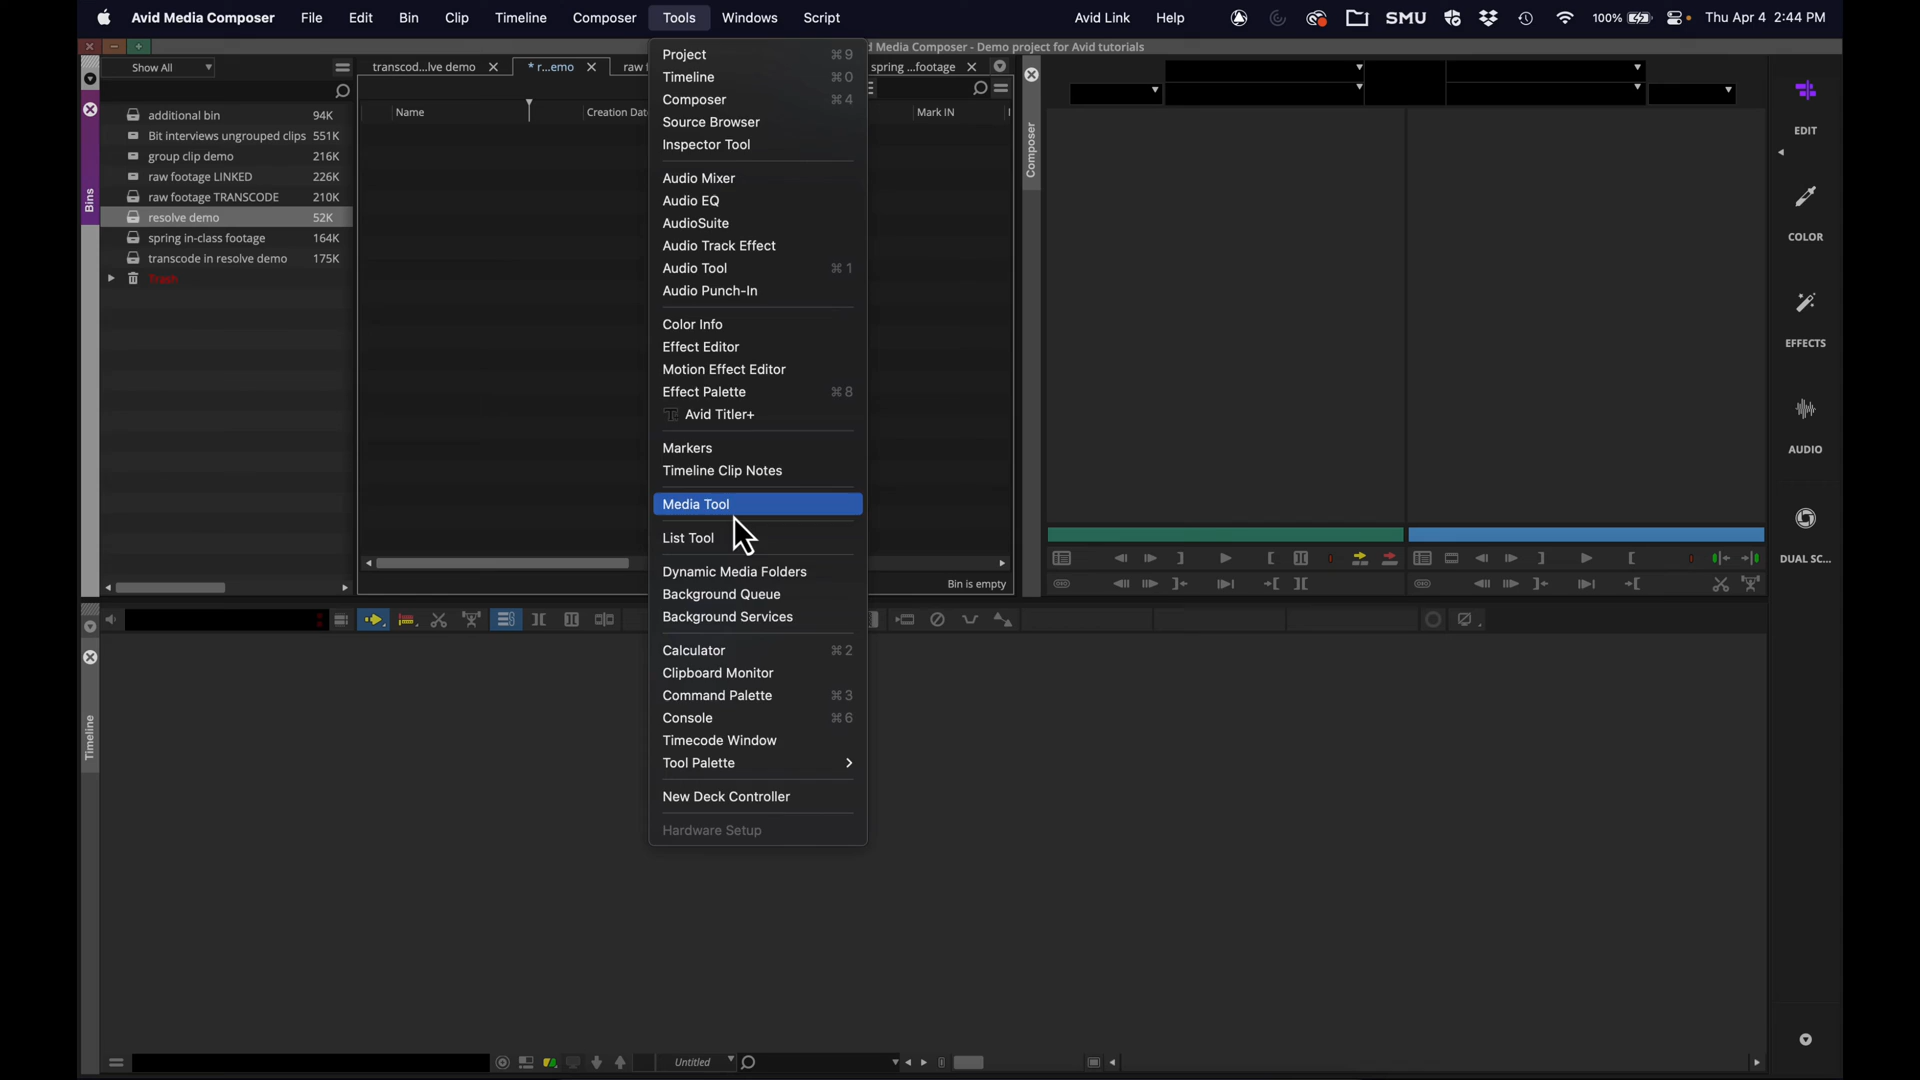 Avid Media Composer File Edit Bin Clip Timeline Composer Tools Windows Script Avid Link Help SMU 100% Thu Apr 4 2:44 PM
Media Composer - Demo project for Avid tutorials
Show All
transcod...lve demo
* r...emo
spring ...footage
Name
Creation
Mark IN
Bins
additional bin 94K
Bit interviews ungrouped clips 551K
group clip demo 216K
raw footage LINKED 226K
raw footage TRANSCODE 210K
resolve demo 52K
spring in-class footage 164K
transcode in resolve demo 175K
Trash
Project ⌘9
Timeline ⌘0
Composer ⌘4
Source Browser
Inspector Tool
Audio Mixer
Audio EQ
AudioSuite
Audio Track Effect
Audio Tool ⌘1
Audio Punch-In
Color Info
Effect Editor
Motion Effect Editor
Effect Palette ⌘8
Avid Titler+
Markers
Timeline Clip Notes
Media Tool
List Tool
Dynamic Media Folders
Background Queue
Background Services
Calculator ⌘2
Clipboard Monitor
Command Palette ⌘3
Console ⌘6
Timecode Window
Tool Palette
New Deck Controller
Hardware Setup
Bin is empty
Composer
EDIT
COLOR
EFFECTS
AUDIO
DUAL SC...
Timeline
Untitled